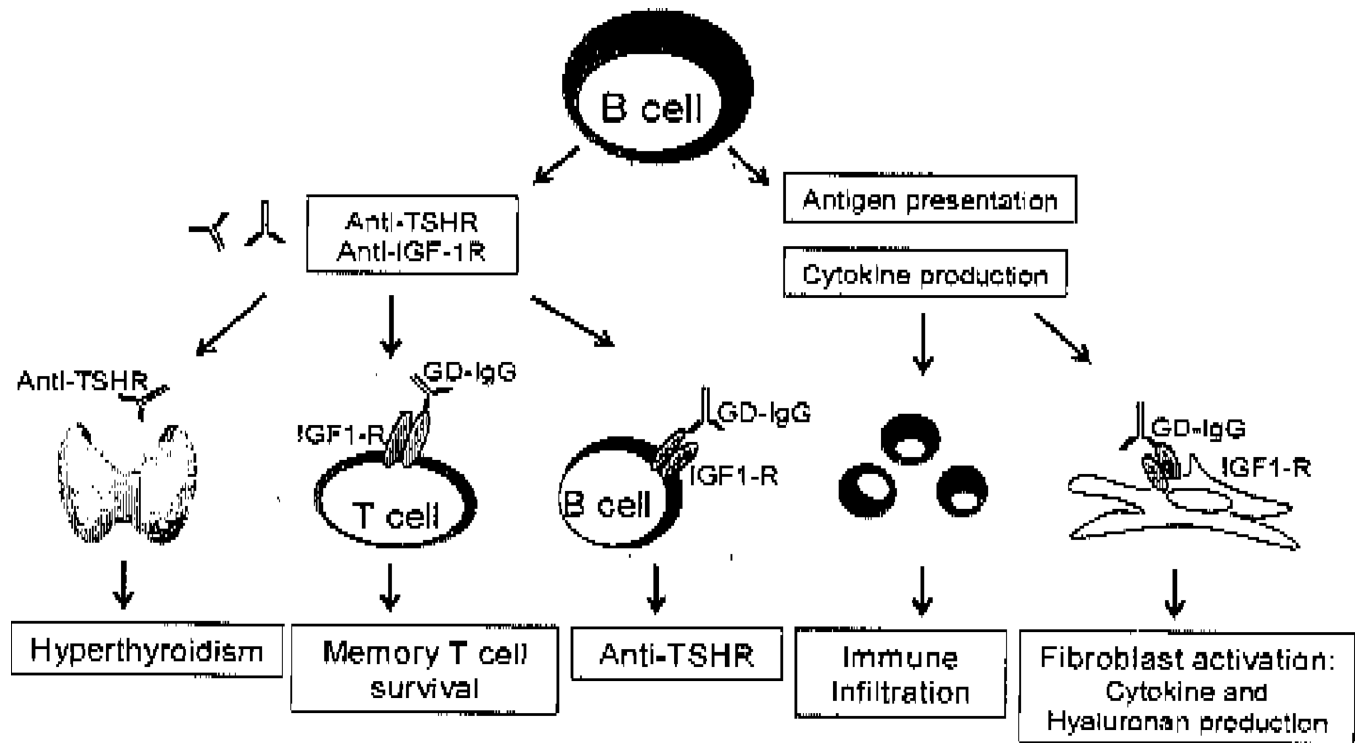 B cell
Anti-TSHR
Anti-IGF-1R
Antigen presentation
Cytokine production
Anti-TSHR
GD-IgG
IGF1-R
T cell
GD-IgG
IGF1-R
B cell
GD-IgG
IGF1-R
Hyperthyroidism
Memory T cell
survival
Anti-TSHR
Immune
Infiltration
Fibroblast activation:
Cytokine and
Hyaluronan production